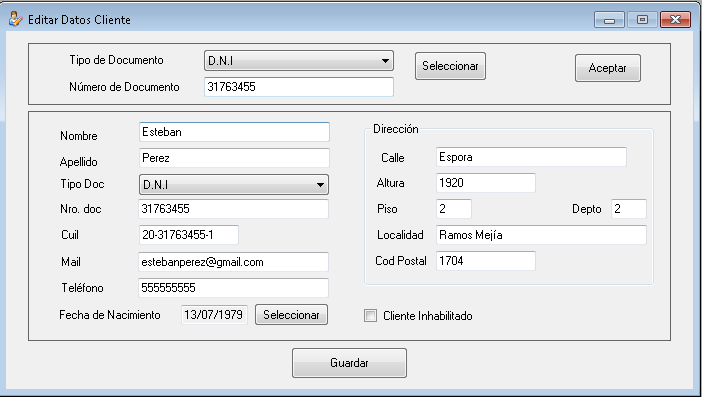 Editar Datos Cliente
Tipo de Documento D.N.I Seleccionar Aceptar
Número de Documento 31763455
Nombre Esteban
Apellido Perez
Tipo Doc D.N.I
Nro. doc 31763455
Cuil 20-31763455-1
Mail estebanperez@gmail.com
Teléfono 555555555
Fecha de Nacimiento 13/07/1979 Seleccionar
Dirección
Calle Espora
Altura 1920
Piso 2 Depto 2
Localidad Ramos Mejía
Cod Postal 1704
Cliente Inhabilitado
Guardar